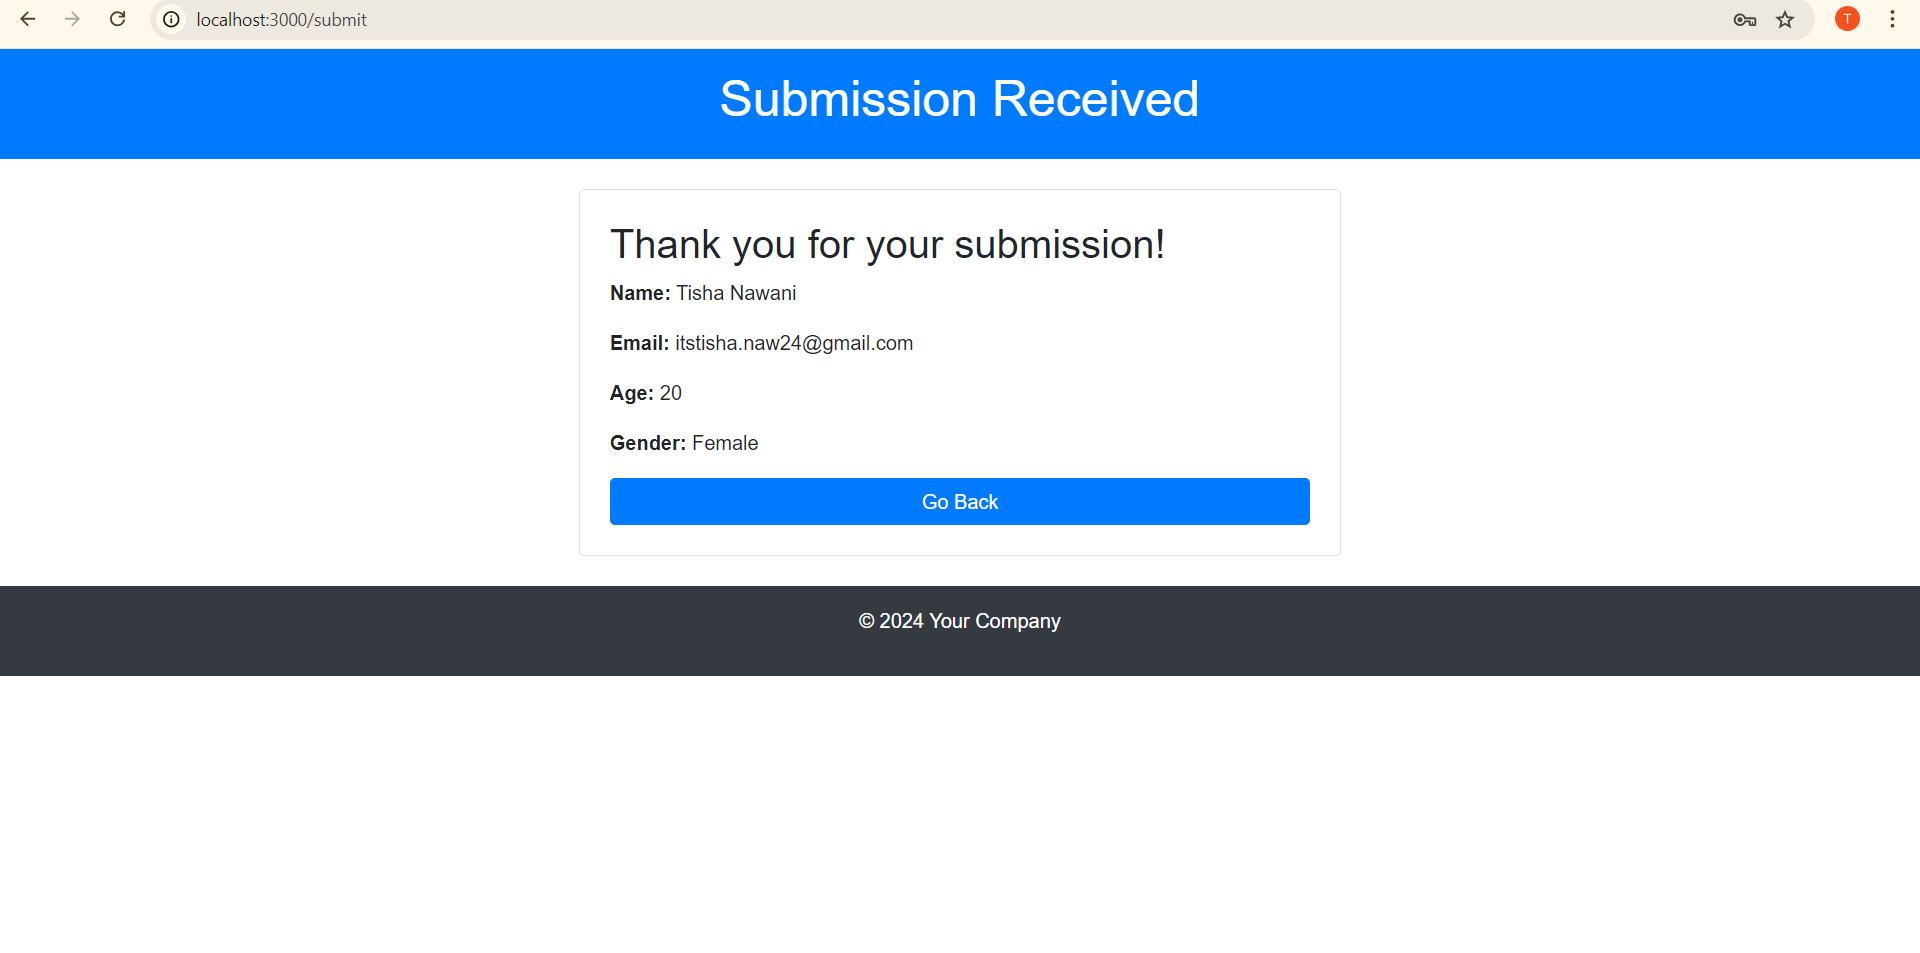 localhost:3000/submit
T
Submission Received
Thank you for your submission!
Name: Tisha Nawani
Email: itstisha.naw24@gmail.com
Age: 20
Gender: Female
Go Back
© 2024 Your Company